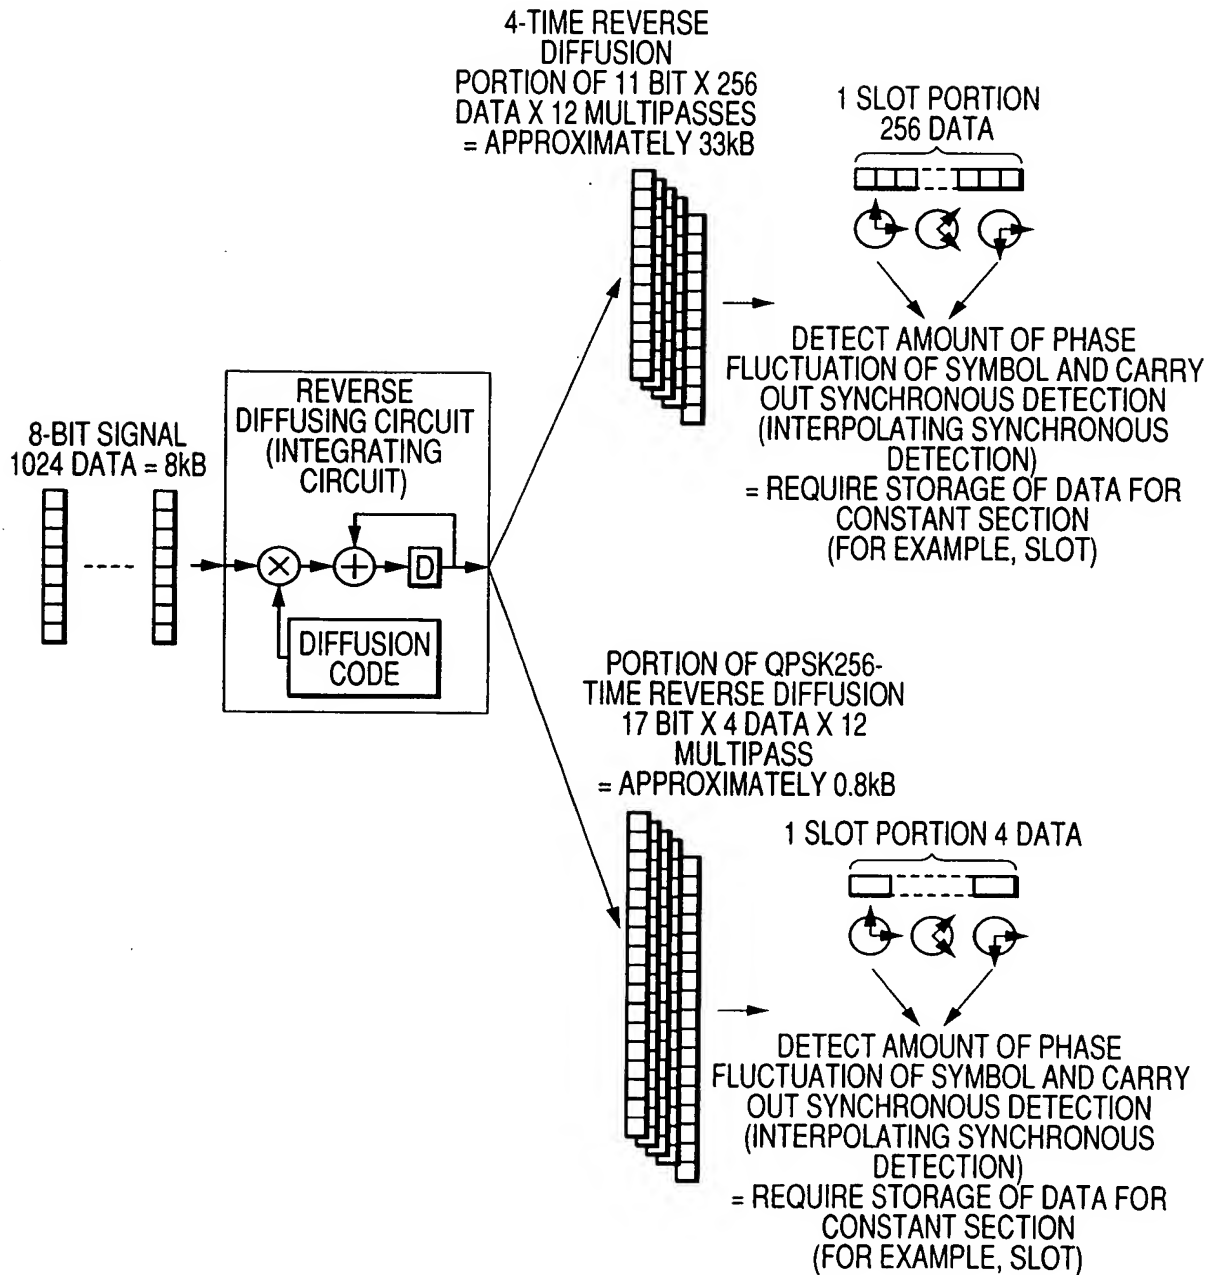 4-TIME REVERSE
DIFFUSION
PORTION OF 11 BIT X 256
DATA X 12 MULTIPASSES
= APPROXIMATELY 33kB
1 SLOT PORTION
256 DATA
DETECT AMOUNT OF PHASE
FLUCTUATION OF SYMBOL AND CARRY
OUT SYNCHRONOUS DETECTION
(INTERPOLATING SYNCHRONOUS
DETECTION)
= REQUIRE STORAGE OF DATA FOR
CONSTANT SECTION
(FOR EXAMPLE, SLOT)
8-BIT SIGNAL
1024 DATA = 8kB
REVERSE
DIFFUSING CIRCUIT
(INTEGRATING
CIRCUIT)
D
DIFFUSION
CODE
PORTION OF QPSK256-
TIME REVERSE DIFFUSION
17 BIT X 4 DATA X 12
MULTIPASS
= APPROXIMATELY 0.8kB
1 SLOT PORTION 4 DATA
DETECT AMOUNT OF PHASE
FLUCTUATION OF SYMBOL AND CARRY
OUT SYNCHRONOUS DETECTION
(INTERPOLATING SYNCHRONOUS
DETECTION)
= REQUIRE STORAGE OF DATA FOR
CONSTANT SECTION
(FOR EXAMPLE, SLOT)